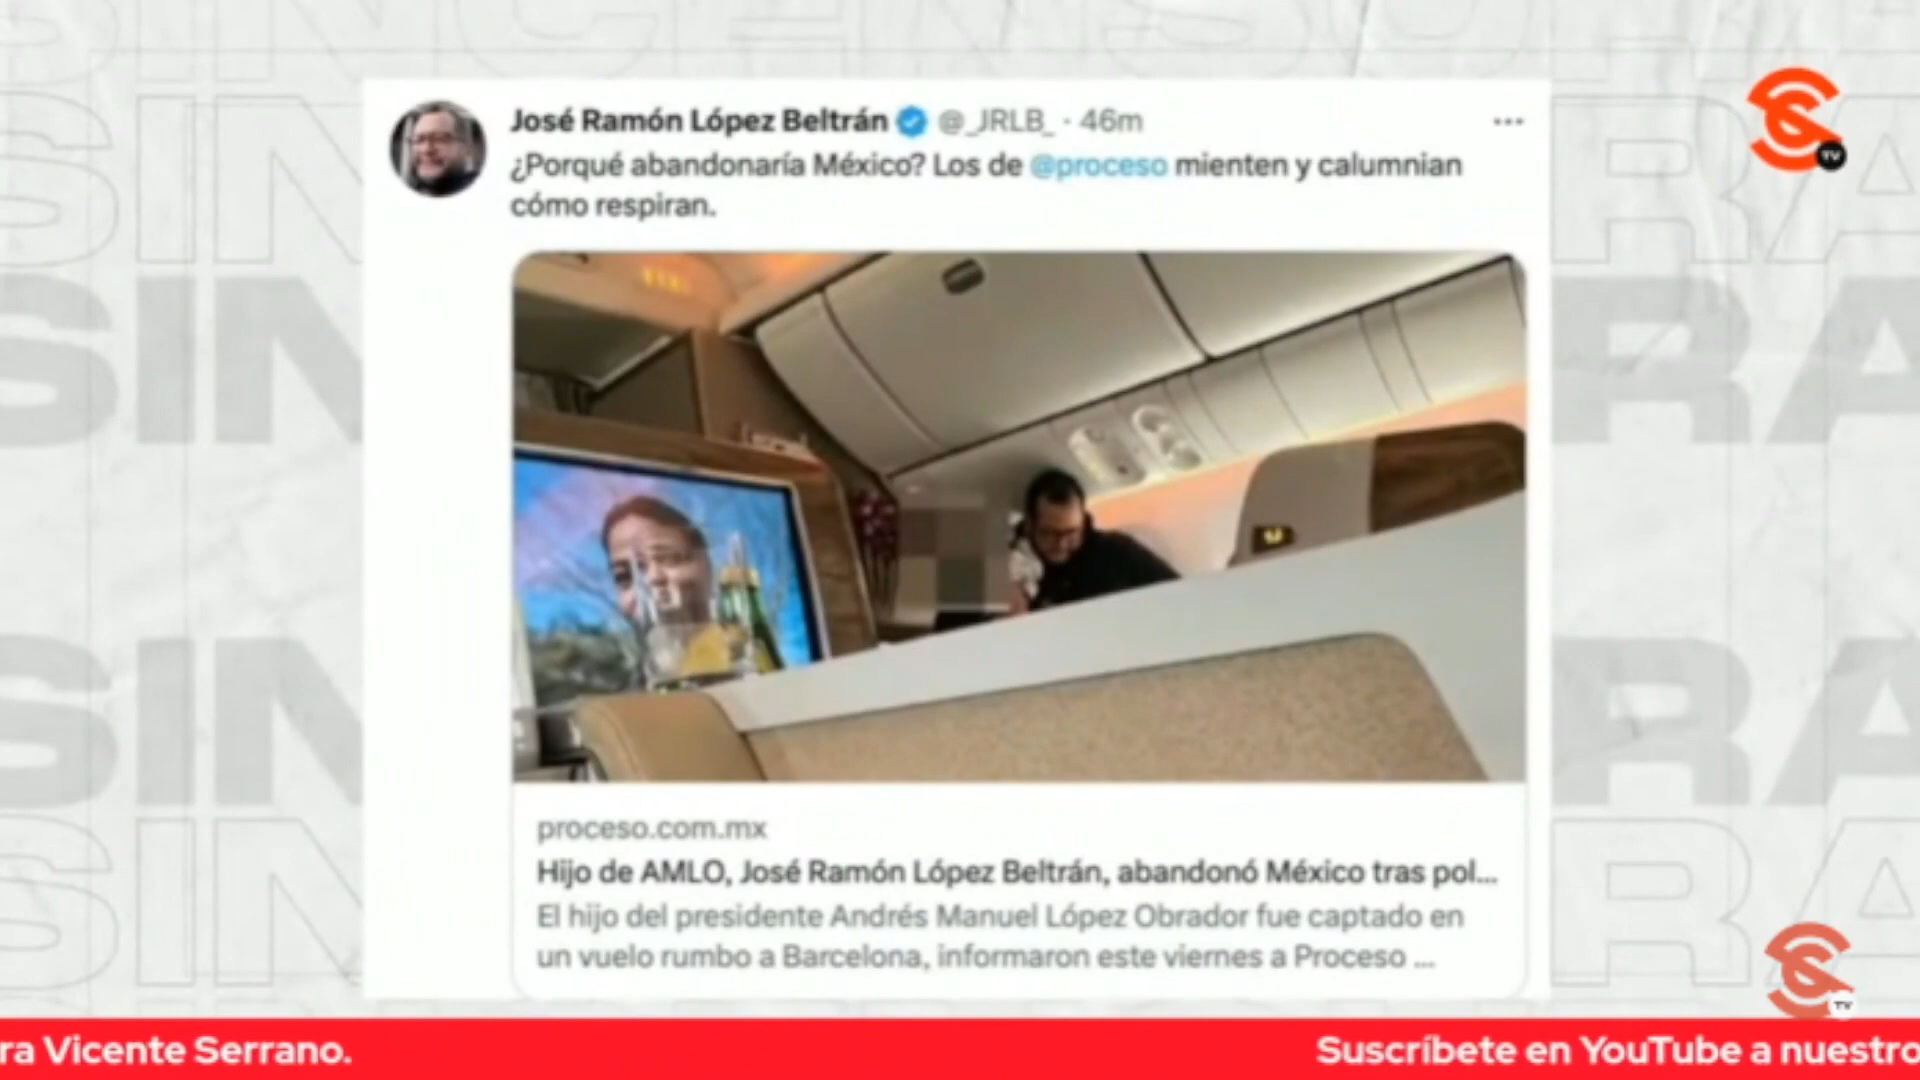 José Ramón López Beltrán @_JRLB_ · 46m
¿Porqué abandonaría México? Los de @proceso mienten y calumnian
cómo respiran.
proceso.com.mx
Hijo de AMLO, José Ramón López Beltrán, abandonó México tras pol...
El hijo del presidente Andrés Manuel López Obrador fue captado en
un vuelo rumbo a Barcelona, informaron este viernes a Proceso ...
TV
TV
ra Vicente Serrano.
Suscríbete en YouTube a nuestro